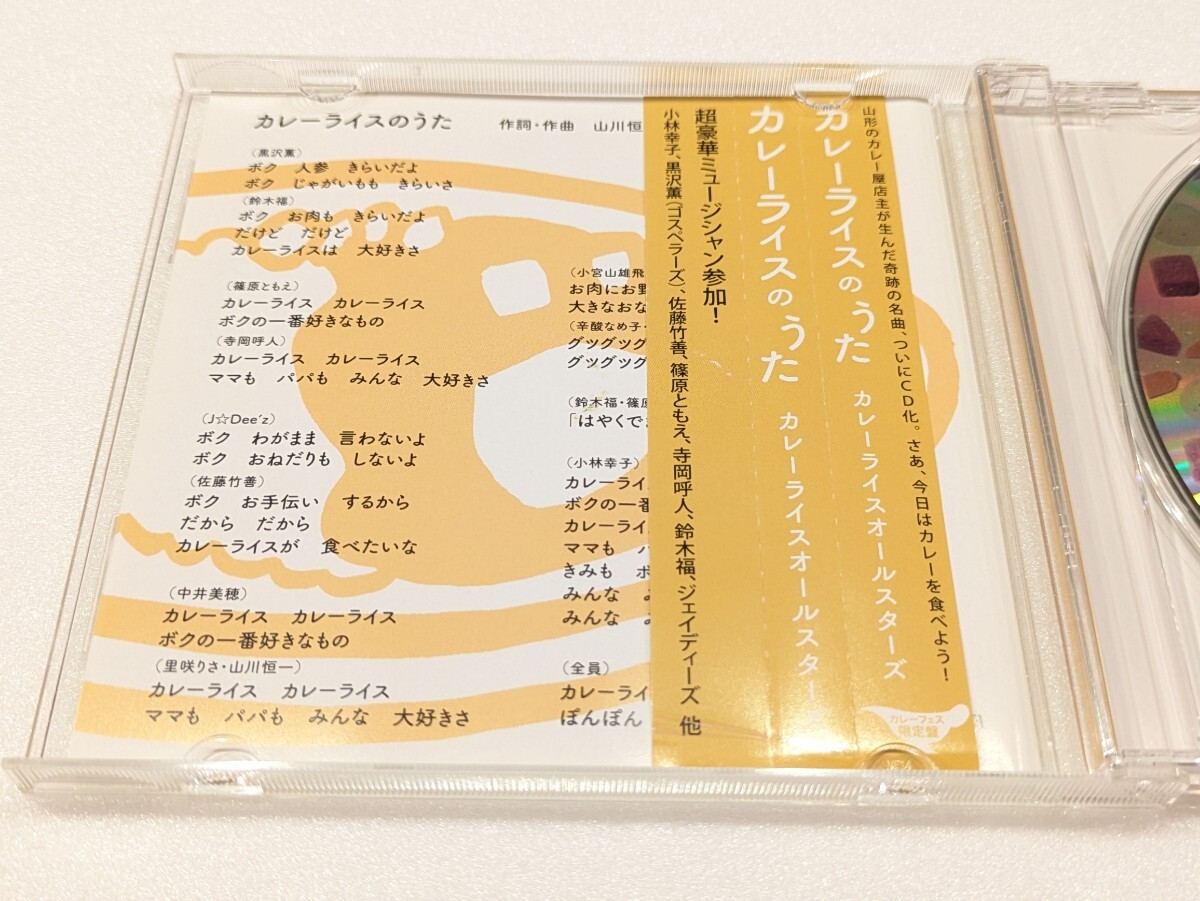 カレーライスのうた　作詞・作曲　山川恒
（黒沢薫）
ボク　人参　きらいだよ
ボク　じゃがいもも　きらいさ
（鈴木福）
ボク　お肉も　きらいだよ
だけど　だけど
カレーライスは　大好きさ
（篠原ともえ）
カレーライス　カレーライス
ボクの一番好きなもの
（寺岡呼人）
カレーライス　カレーライス
ママも　パパも　みんな　大好きさ
（J☆Dee'z）
ボク　わがまま　言わないよ
ボク　おねだりも　しないよ
（佐藤竹善）
ボク　お手伝い　するから
だから　だから
カレーライスが　食べたいな
（中井美穂）
カレーライス　カレーライス
ボクの一番好きなもの
（里咲りさ・山川恒一）
カレーライス　カレーライス
ママも　パパも　みんな　大好きさ
（小宮山雄飛
お肉にお野
大きなおな
（辛酸なめ子・
グツグツグ
グツグツグ
（鈴木福・篠原
「はやくで
（小林幸子）
カレーライ
ボクの一番
カレーライ
ママも　パ
きみも　ボ
みんな
みんな
（全員）
カレーライ
ぽんぽん
山形のカレー屋店主が生んだ奇跡の名曲、ついにCD化。さあ、今日はカレーを食べよう！
カレーライスのうた　カレーライスオールスターズ
カレーライスのうた　カレーライスオールスターズ
超豪華ミュージシャン参加！
小林幸子、黒沢薫（ゴスペラーズ）、佐藤竹善、篠原ともえ、寺岡呼人、鈴木福、ジェイディーズ　他
カレーフェス
限定盤